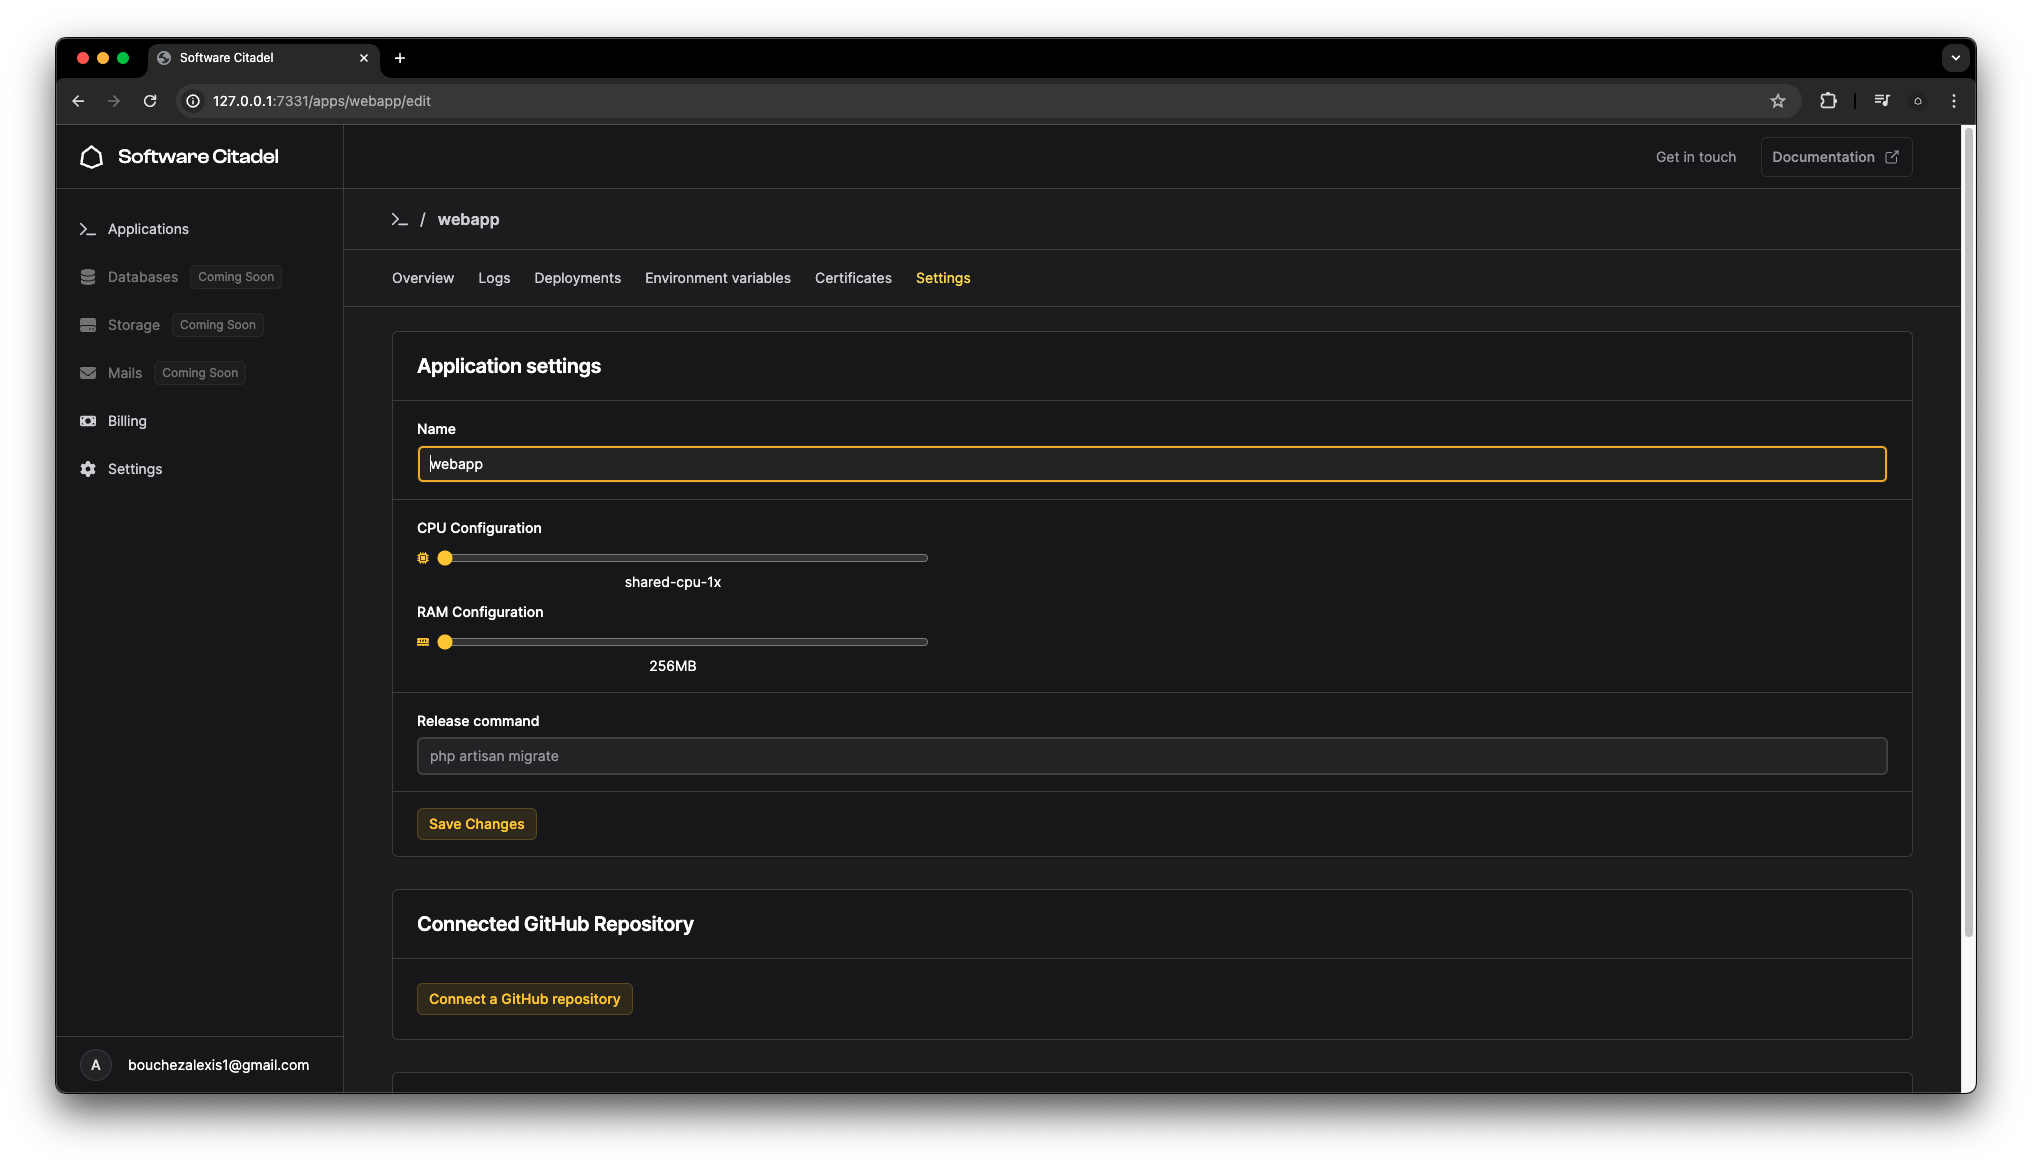 Software Citadel
127.0.0.1:7331/apps/webapp/edit
Software Citadel
Get in touch
Documentation
Applications
Databases Coming Soon
Storage Coming Soon
Mails Coming Soon
Billing
Settings
/ webapp
Overview Logs Deployments Environment variables Certificates Settings
Application settings
Name
webapp
CPU Configuration
shared-cpu-1x
RAM Configuration
256MB
Release command
php artisan migrate
Save Changes
Connected GitHub Repository
Connect a GitHub repository
A bouchezalexis1@gmail.com